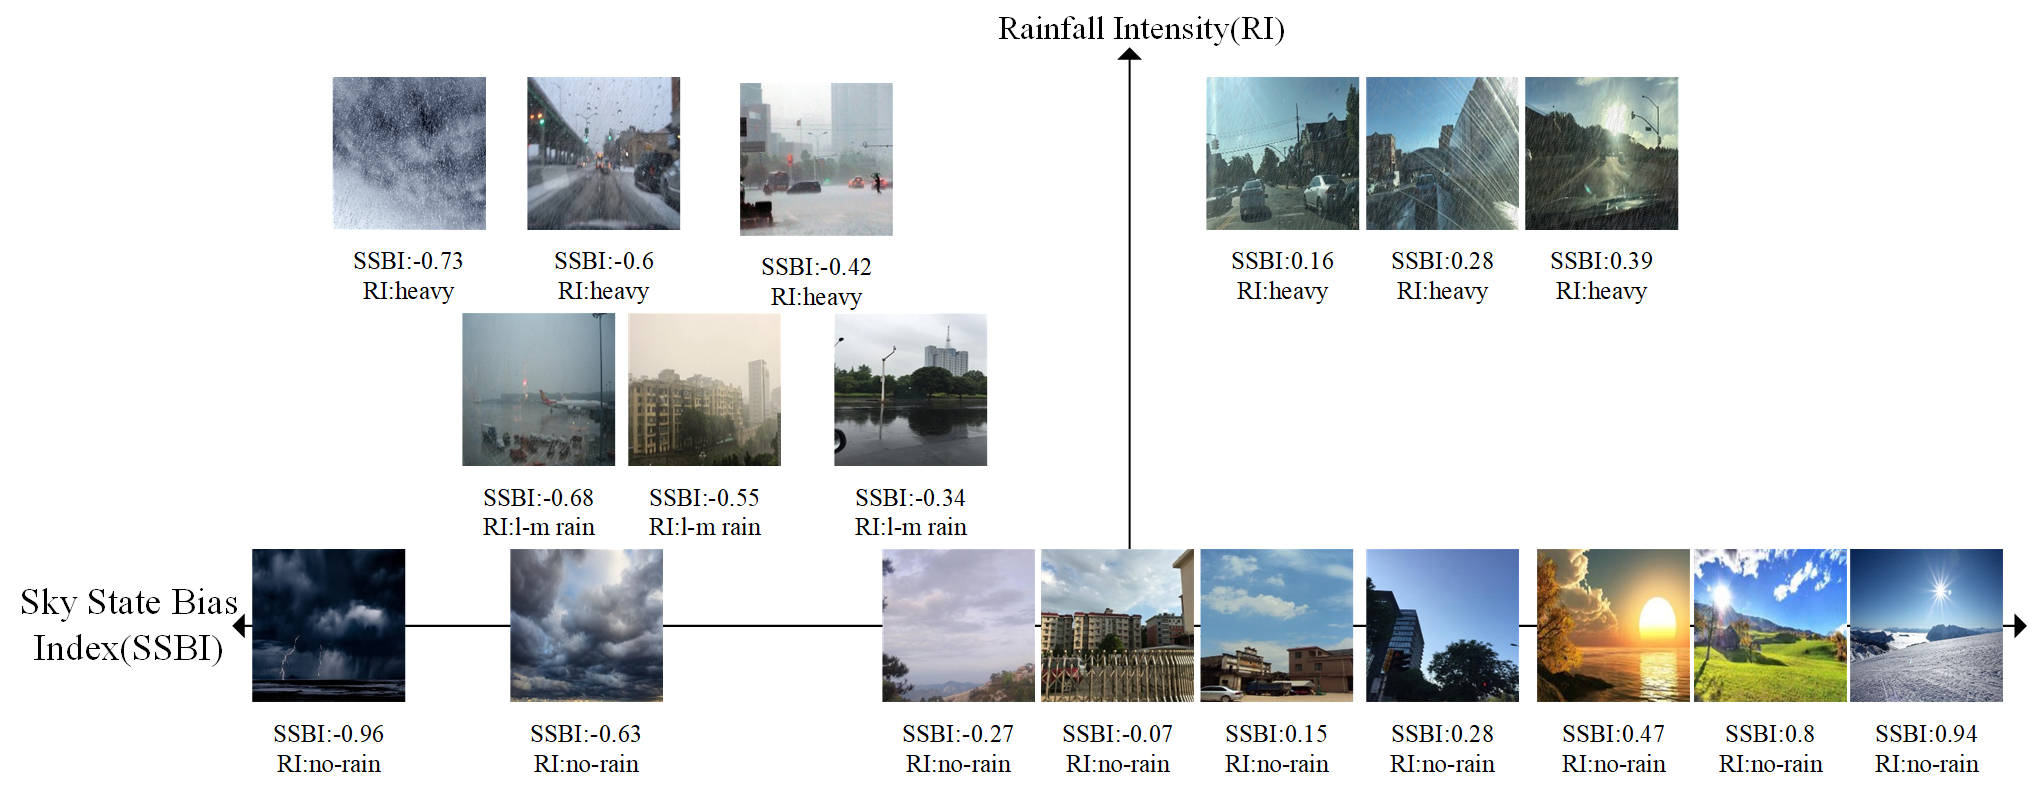 Rainfall Intensity(RI)
SSBI:-0.73
RI:heavy
SSBI:-0.6
RI:heavy
SSBI:-0.42
RI:heavy
SSBI:0.16
RI:heavy
SSBI:0.28
RI:heavy
SSBI:0.39
RI:heavy
SSBI:-0.68
RI:l-m rain
SSBI:-0.55
RI:l-m rain
SSBI:-0.34
RI:l-m rain
Sky State Bias
Index(SSBI)
SSBI:-0.96
RI:no-rain
SSBI:-0.63
RI:no-rain
SSBI:-0.27
RI:no-rain
SSBI:-0.07
RI:no-rain
SSBI:0.15
RI:no-rain
SSBI:0.28
RI:no-rain
SSBI:0.47
RI:no-rain
SSBI:0.8
RI:no-rain
SSBI:0.94
RI:no-rain